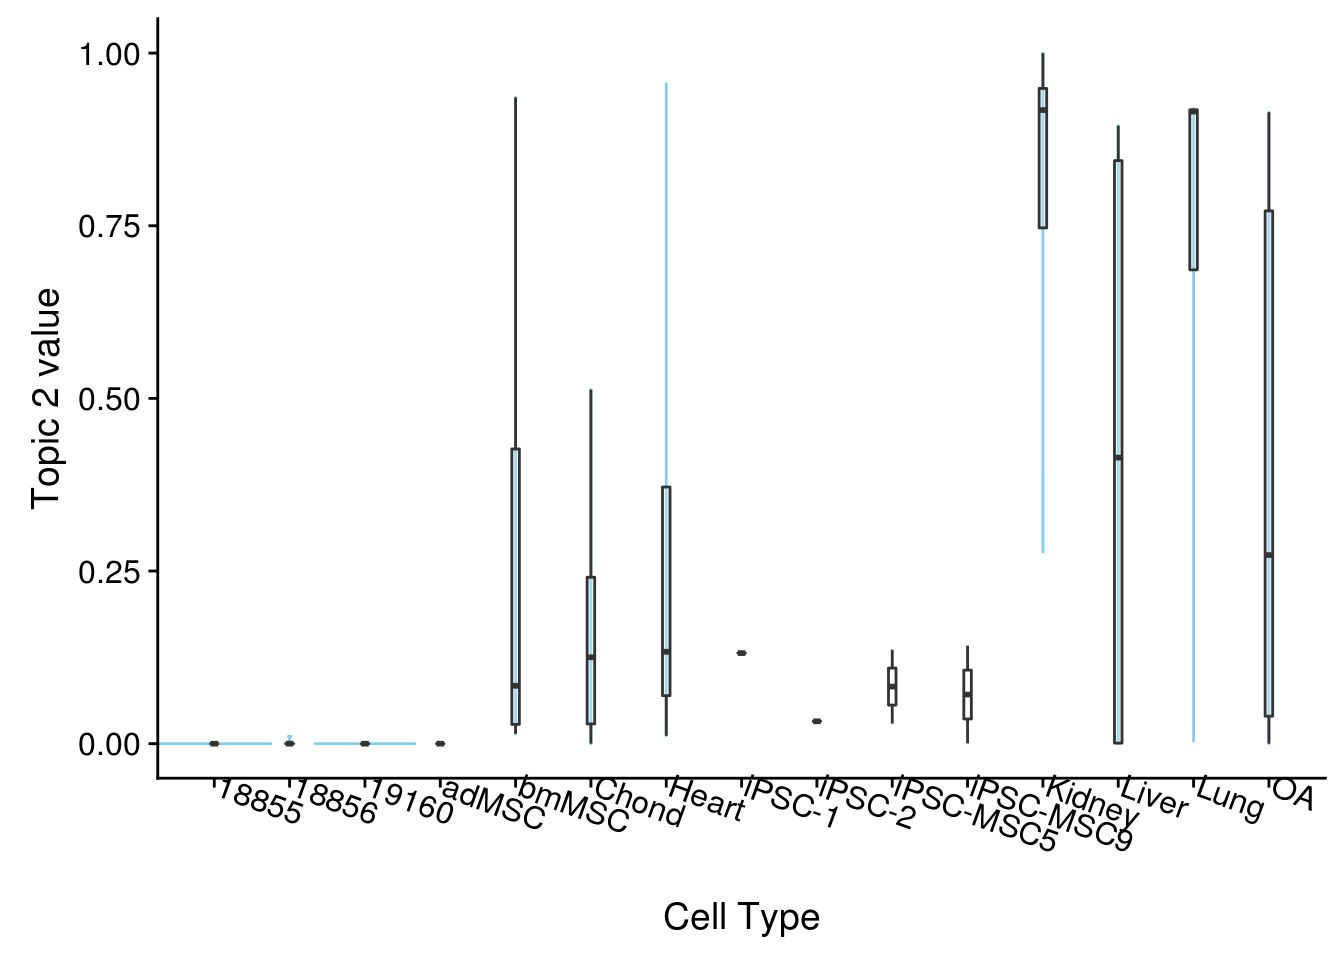 1.00
0.75
0.50
0.25
0.00
Topic 2 value
18855
18856
19160
adMSC
bmMSC
Chond
Heart
iPSC-1
iPSC-2
iPSC-MSC5
iPSC-MSC9
Kidney
Liver
Lung
OA
Cell Type